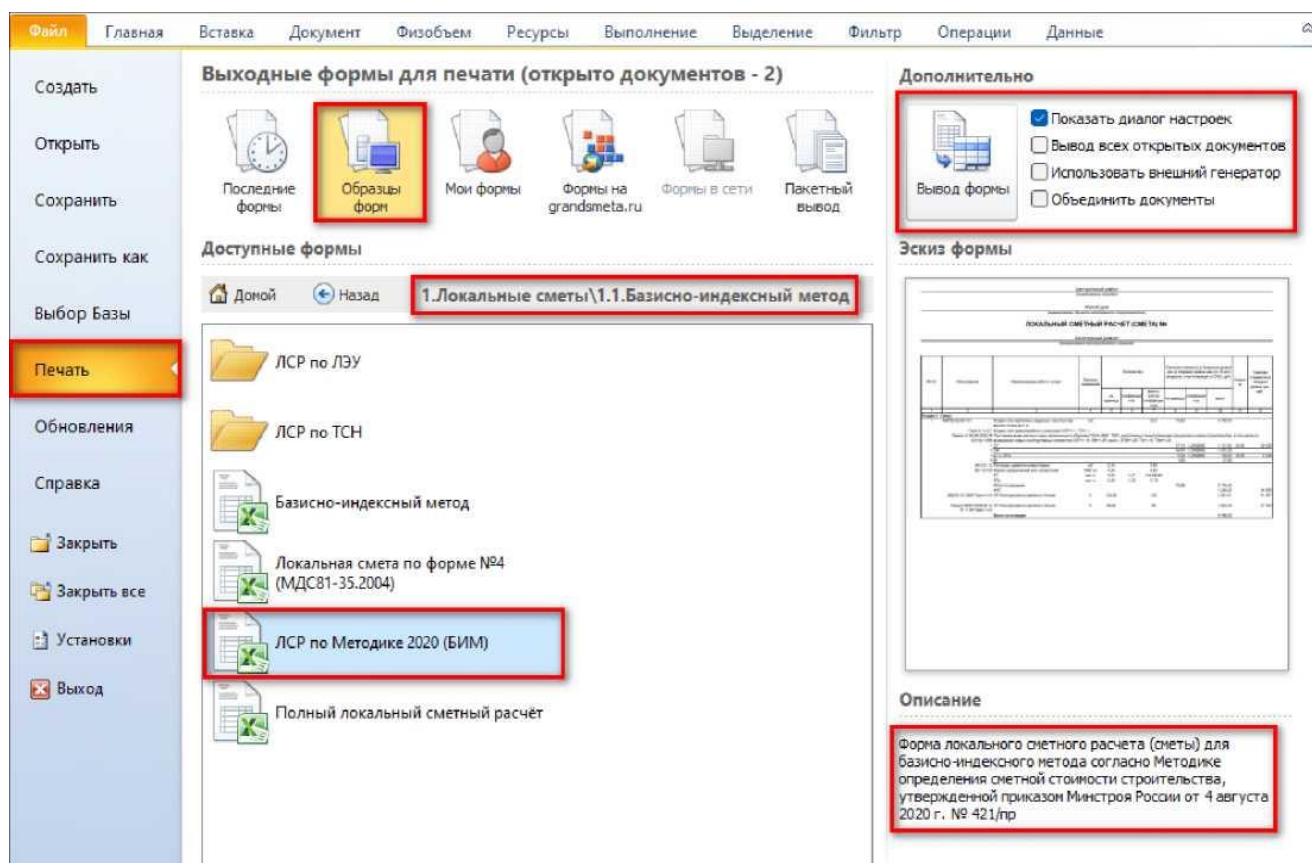 Файл Главная Вставка Документ Физобъем Ресурсы Выполнение Выделение Фильтр Операции Данные
Создать
Открыть
Сохранить
Сохранить как
Выбор Базы
Печать
Обновления
Справка
Закрыть
Закрыть все
Установки
Выход
Выходные формы для печати (открыто документов - 2)
Последние
формы
Образцы
форм
Мои формы
Формы на
grandsmeta.ru
Формы в сети
Пакетный
вывод
Доступные формы
Домой Назад 1.Локальные сметы\1.1.Базисно-индексный метод
ЛСР по ЛЭУ
ЛСР по ТСН
Базисно-индексный метод
Локальная смета по форме №4
(МДС81-35.2004)
ЛСР по Методике 2020 (БИМ)
Полный локальный сметный расчёт
Дополнительно
Вывод формы
Показать диалог настроек
Вывод всех открытых документов
Использовать внешний генератор
Объединить документы
Эскиз формы
ЛОКАЛЬНЫЙ СМЕТНЫЙ РАСЧЕТ (СМЕТА) №
Описание
Форма локального сметного расчета (сметы) для
базисно-индексного метода согласно Методике
определения сметной стоимости строительства,
утвержденной приказом Минстроя России от 4 августа
2020 г. № 421/пр